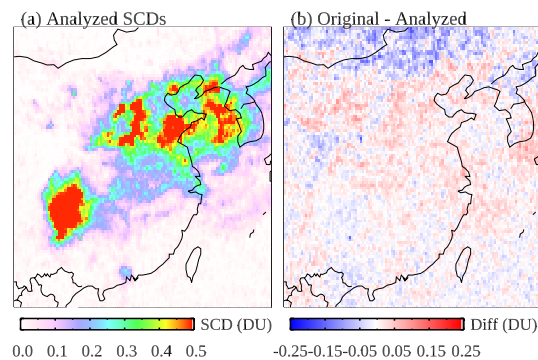 (a) Analyzed SCDs
(b) Original - Analyzed
SCD (DU)
0.0 0.1 0.2 0.3 0.4 0.5
Diff (DU)
-0.25-0.15-0.05 0.05 0.15 0.25